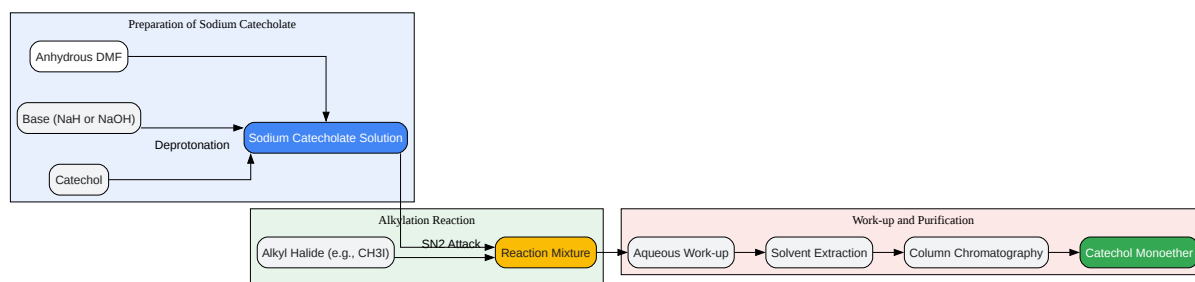 Preparation of Sodium Catecholate
Anhydrous DMF
Base (NaH or NaOH)
Deprotonation
Sodium Catecholate Solution
Catechol
Alkylation Reaction
Alkyl Halide (e.g., CH3I)
SN2 Attack
Reaction Mixture
Work-up and Purification
Aqueous Work-up
Solvent Extraction
Column Chromatography
Catechol Monoether